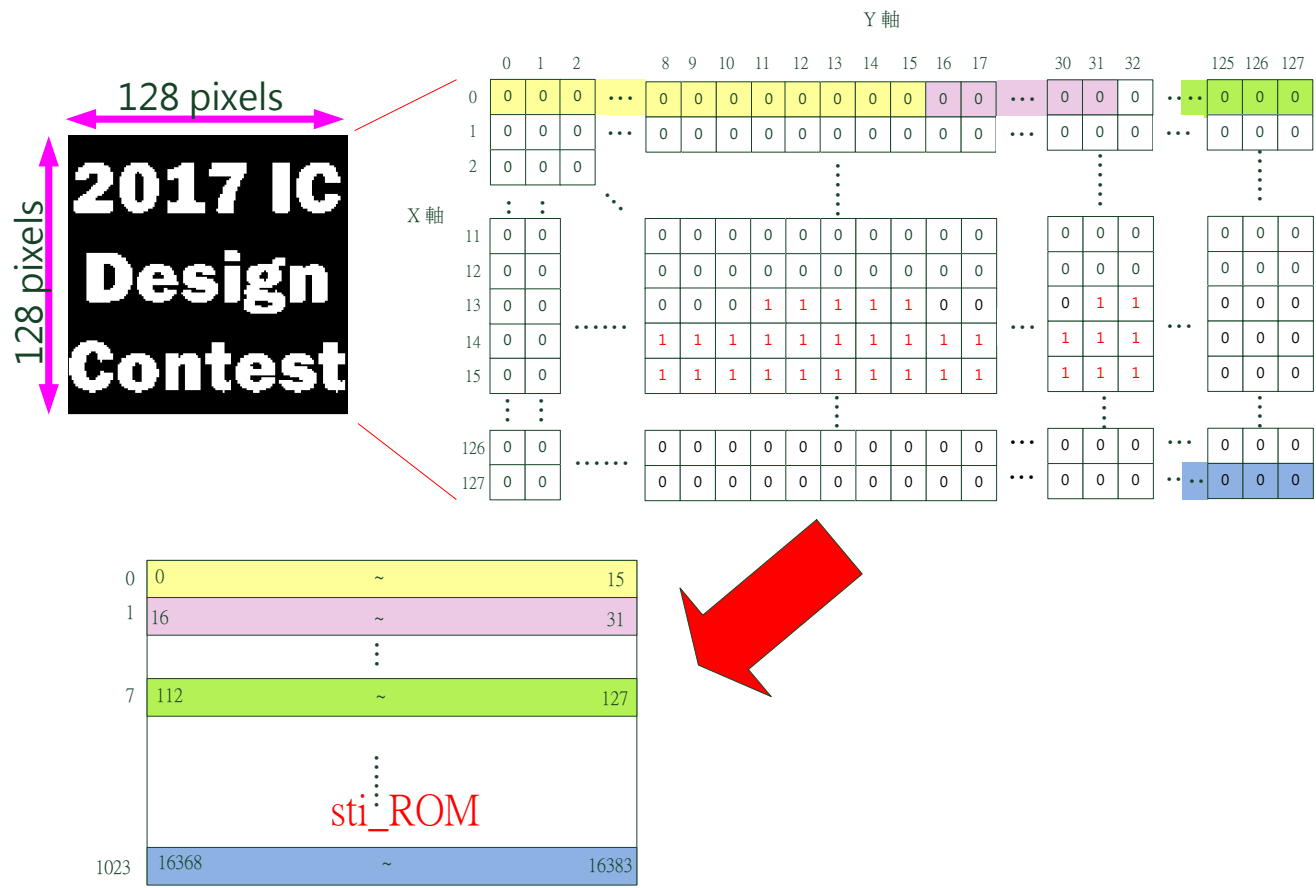 Y 軸
0 1 2 8 9 10 11 12 13 14 15 16 17 30 31 32 125 126 127
128 pixels
0 0 0 0 ... 0 0 0 0 0 0 0 0 0 0 ... 0 0 0 .... 0 0 0
1 0 0 0 ... 0 0 0 0 0 0 0 0 0 0 ... 0 0 0 ... 0 0 0
2 0 0 0
2017 IC
Design
Contest
128 pixels
X 軸
11 0 0 0 0 0 0 0 0 0 0 0 0 0 0 0 0 0 0
12 0 0 0 0 0 0 0 0 0 0 0 0 0 0 0 0 0 0
13 0 0 ...... 0 0 0 1 1 1 1 1 0 0 ... 0 1 1 ... 0 0 0
14 0 0 1 1 1 1 1 1 1 1 1 1 1 1 1 0 0 0
15 0 0 1 1 1 1 1 1 1 1 1 1 1 1 1 0 0 0
126 0 0 ...... 0 0 0 0 0 0 0 0 0 0 ... 0 0 0 ... 0 0 0
127 0 0 0 0 0 0 0 0 0 0 0 0 ... 0 0 0 .... 0 0 0
0 0 ~ 15
1 16 ~ 31
7 112 ~ 127
sti_ROM
1023 16368 ~ 16383